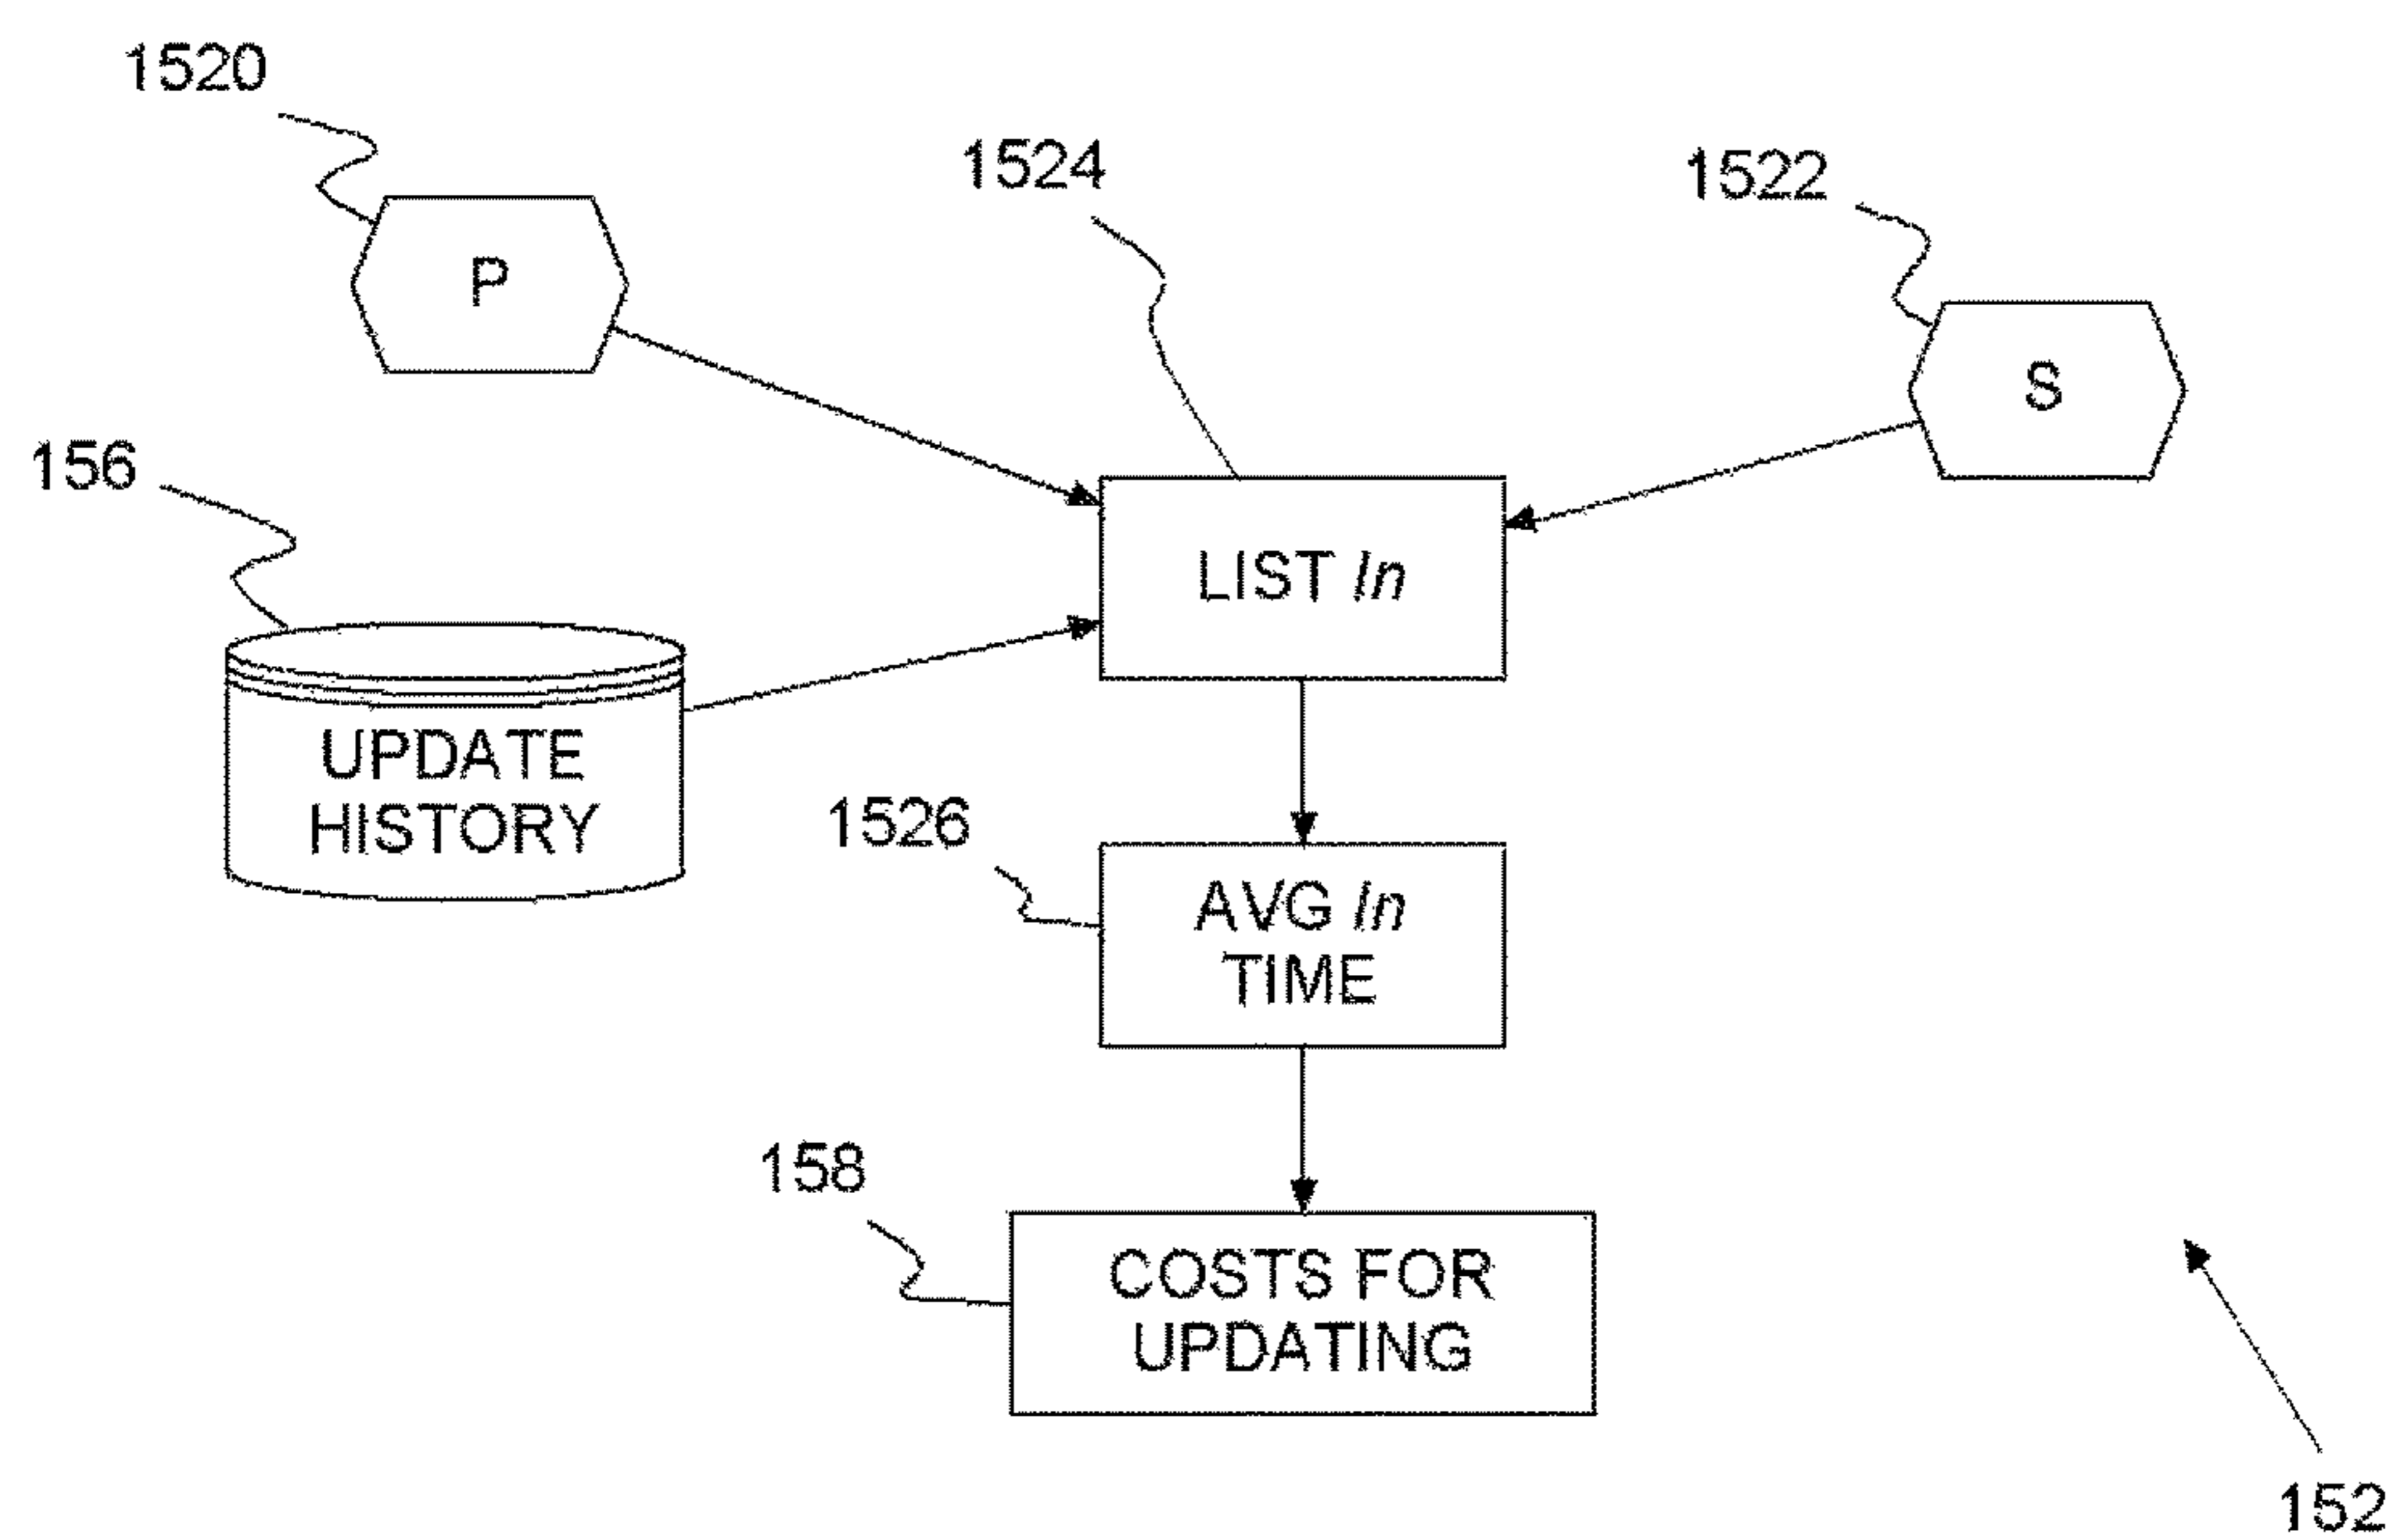 1520
1524
1522
P
S
156
LIST In
UPDATE
HISTORY
1526
AVG In
TIME
158
COSTS FOR
UPDATING
152